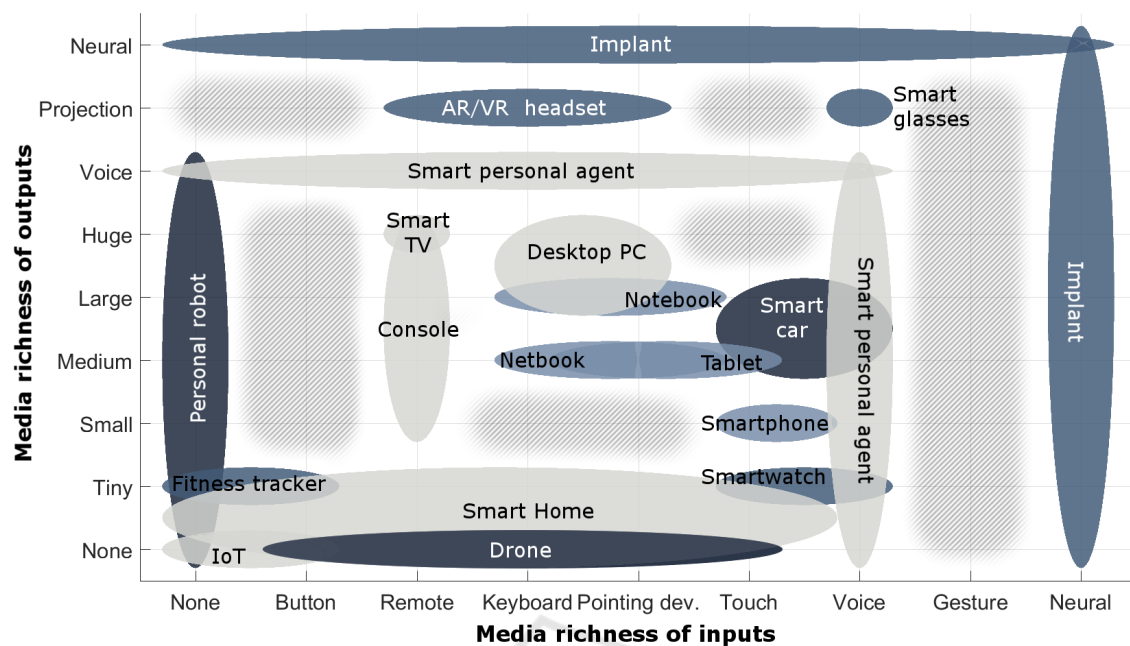 Neural
Implant
Projection
AR/VR headset
Smart
glasses
Voice
Smart personal agent
Huge
Smart
TV
Desktop PC
Large
Notebook
Smart
car
Console
Medium
Netbook
Tablet
Personal robot
Smart personal agent
Implant
Small
Smartphone
Tiny
Fitness tracker
Smartwatch
Smart Home
None
IoT
Drone
Media richness of outputs
None
Button
Remote
Keyboard
Pointing dev.
Touch
Voice
Gesture
Neural
Media richness of inputs